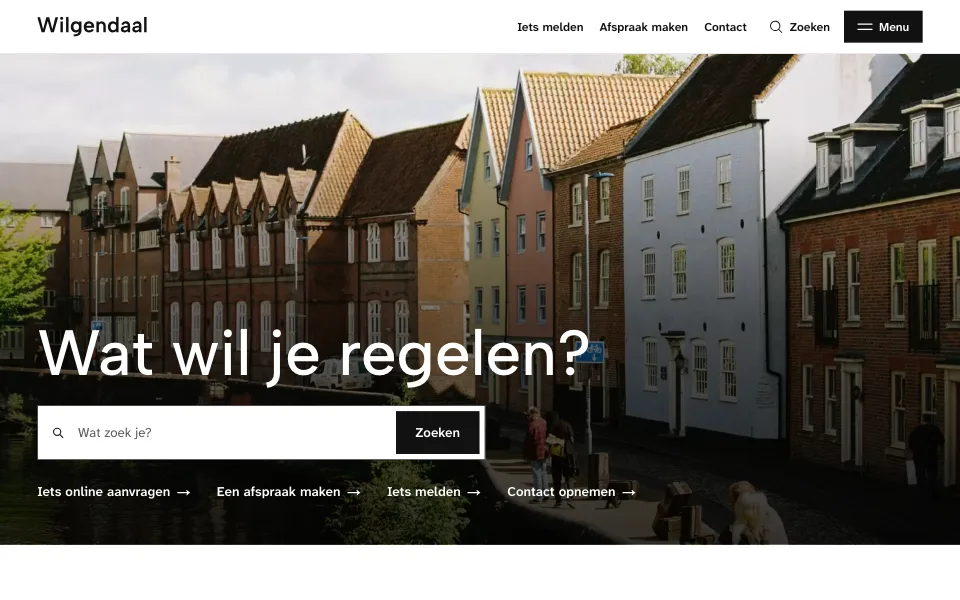 Wilgendaal
Iets melden Afspraak maken Contact Zoeken Menu
Wat wil je regelen?
Wat zoek je? Zoeken
Iets online aanvragen → Een afspraak maken → Iets melden → Contact opnemen →